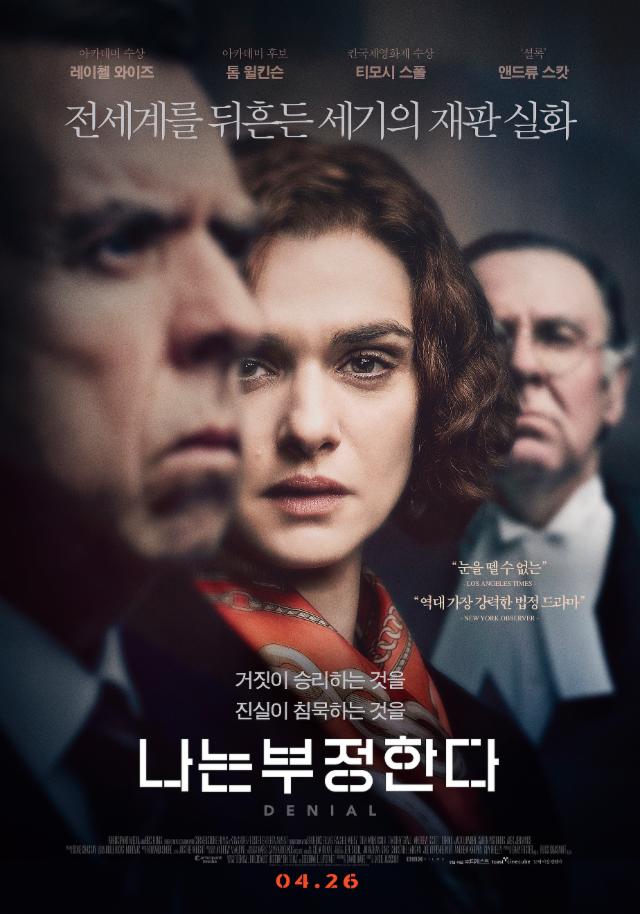 아카데미 수상 아카데미 후보 칸국제영화제 수상 '셜록'
레이첼 와이즈 톰 윌킨슨 티모시 스폴 앤드류 스캇
전세계를 뒤흔든 세기의 재판 실화
“눈을 뗄 수 없는”
- LOS ANGELES TIMES -
“역대 가장 강력한 법정 드라마”
- NEW YORK OBSERVER -
거짓이 승리하는 것을
진실이 침묵하는 것을
나는부정한다
DENIAL
04.26